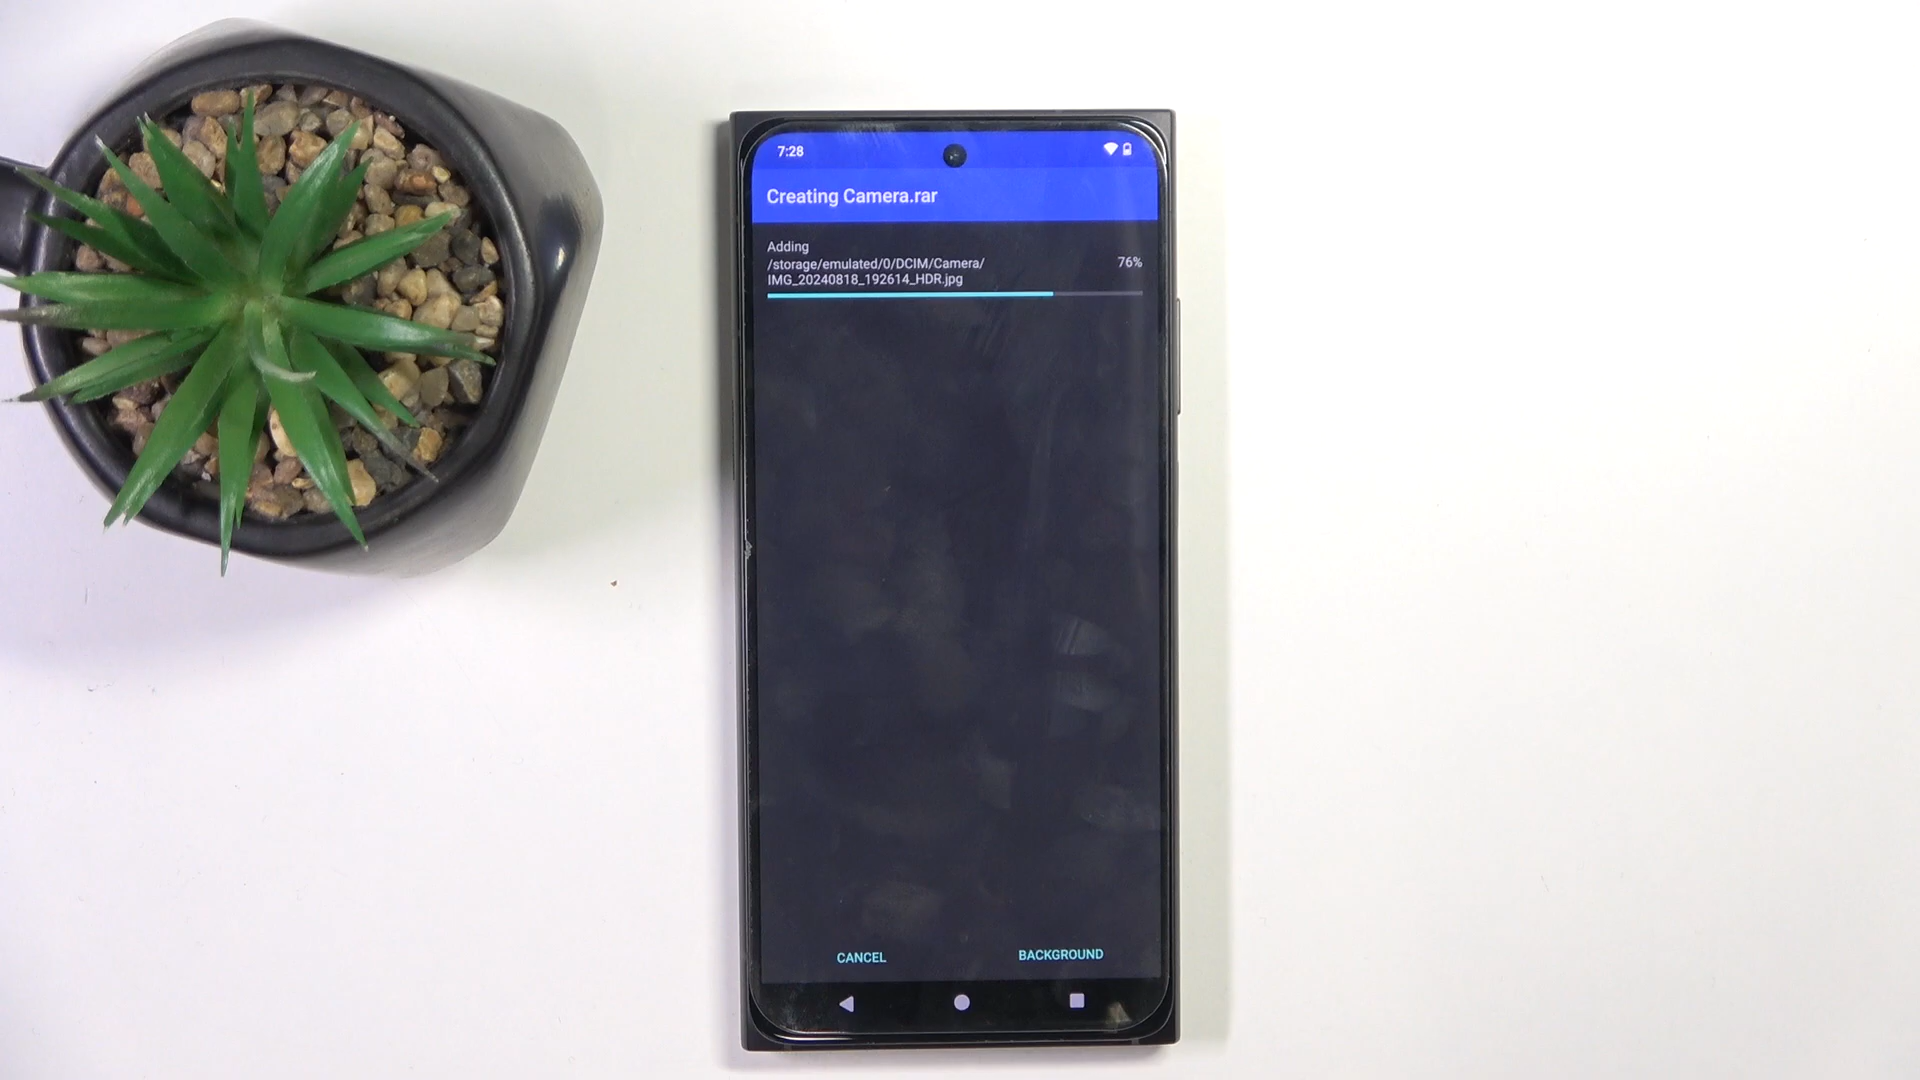 7:28
Creating Camera.rar
Adding
/storage/emulated/0/DCIM/Camera/
76%
IMG_20240818_192614_HDR.jpg
CANCEL
BACKGROUND